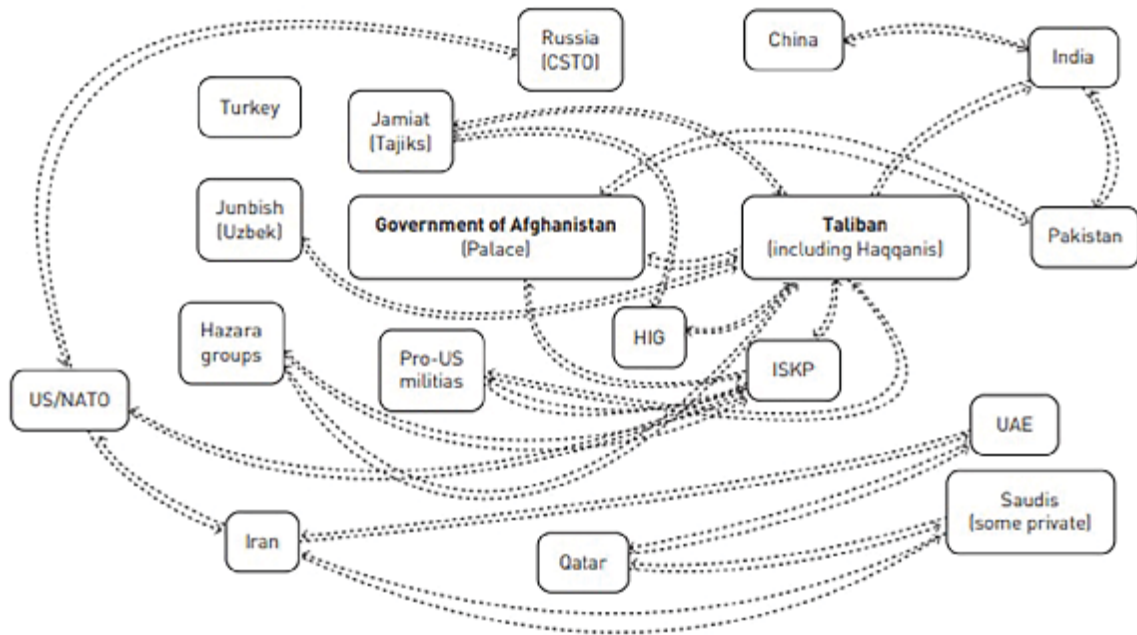 Russia
(CSTO)
China
India
Turkey
Jamiat
(Tajiks)
Junbish
(Uzbek)
Government of Afghanistan
(Palace)
Taliban
(including Haqqanis)
Pakistan
Hazara
groups
Pro-US
militias
HIG
ISKP
US/NATO
UAE
Saudis
(some private)
Iran
Qatar